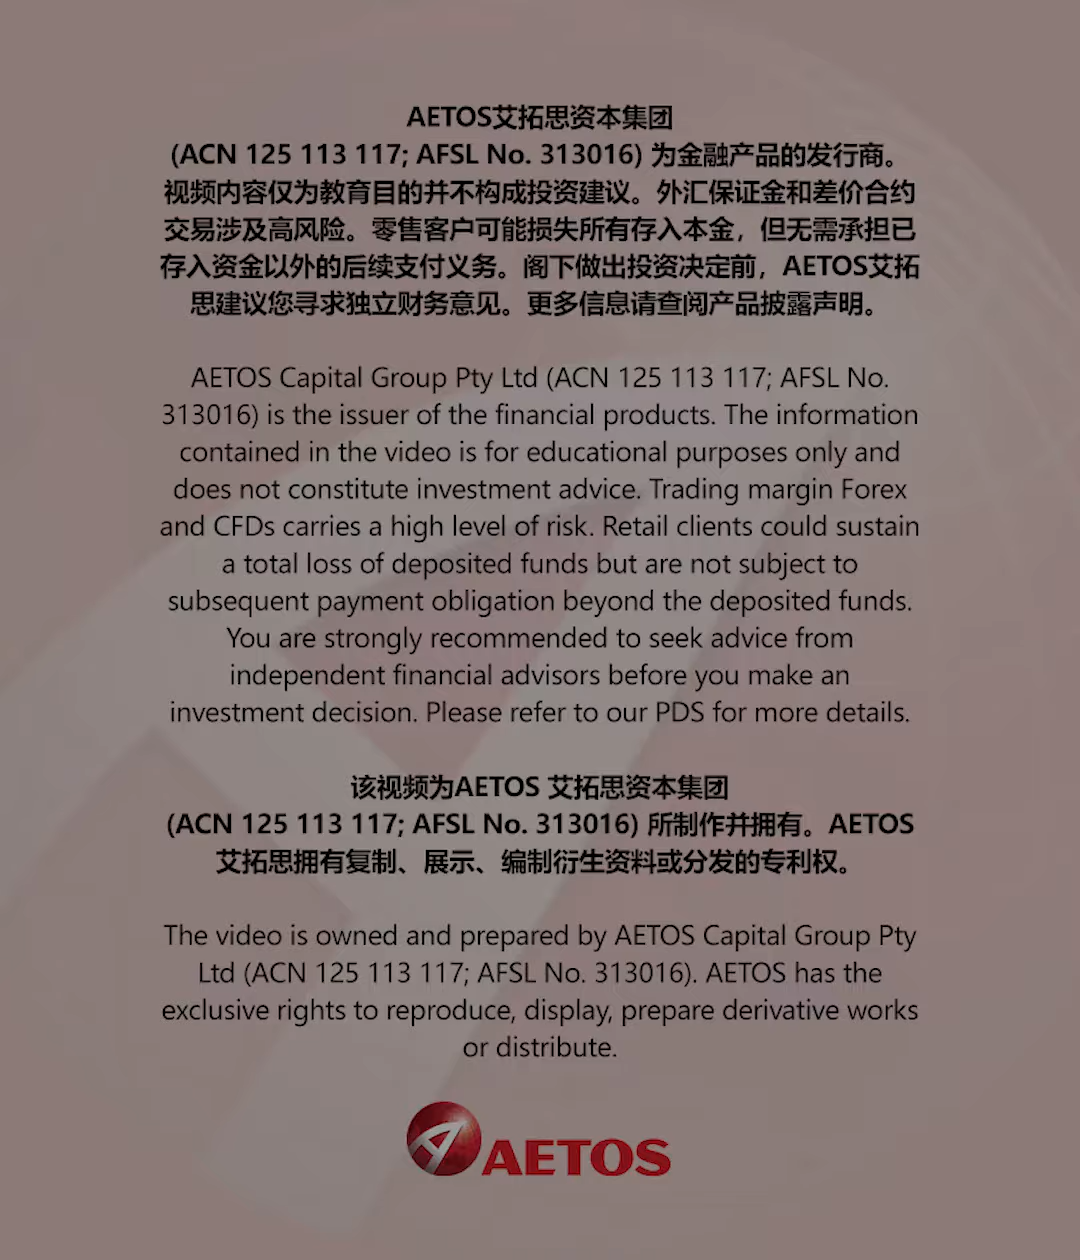 AETOS艾拓思资本集团
(ACN 125 113 117; AFSL No. 313016) 为金融产品的发行商。
视频内容仅为教育目的并不构成投资建议。外汇保证金和差价合约
交易涉及高风险。零售客户可能损失所有存入本金，但无需承担已
存入资金以外的后续支付义务。阁下做出投资决定前，AETOS艾拓
思建议您寻求独立财务意见。更多信息请查阅产品披露声明。
AETOS Capital Group Pty Ltd (ACN 125 113 117; AFSL No.
313016) is the issuer of the financial products. The information
contained in the video is for educational purposes only and
does not constitute investment advice. Trading margin Forex
and CFDs carries a high level of risk. Retail clients could sustain
a total loss of deposited funds but are not subject to
subsequent payment obligation beyond the deposited funds.
You are strongly recommended to seek advice from
independent financial advisors before you make an
investment decision. Please refer to our PDS for more details.
该视频为AETOS 艾拓思资本集团
(ACN 125 113 117; AFSL No. 313016) 所制作并拥有。AETOS
艾拓思拥有复制、展示、编制衍生资料或分发的专利权。
The video is owned and prepared by AETOS Capital Group Pty
Ltd (ACN 125 113 117; AFSL No. 313016). AETOS has the
exclusive rights to reproduce, display, prepare derivative works
or distribute.
AETOS